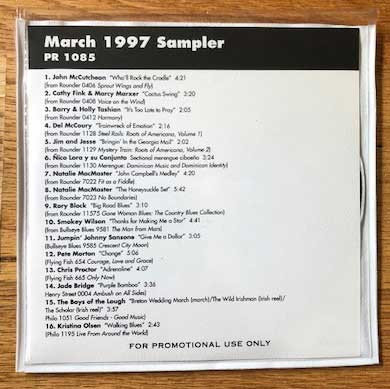 March 1997 Sampler
PR 1085
1. John McCutcheon "Who'll Rock the Cradle" 4:21
(from Rounder 0406 Sprout Wings and Fly)
2. Cathy Fink & Marcy Marxer "Cactus Swing" 3:20
(from Rounder 0408 Voice on the Wind)
3. Barry & Holly Tashian "It's Too Late to Pray" 2:05
(from Rounder 0412 Harmony)
4. Del McCoury "Trainwreck of Emotion" 2:16
(from Rounder 1128 Steel Rails: Roots of Americana, Volume 1)
5. Jim and Jesse "Bringin' In the Georgia Mail" 2:02
(from Rounder 1129 Mystery Train: Roots of Americana, Volume 2)
6. Nico Lora y su Conjunto Sectional merengue cibaeño 3:24
(from Rounder 1130 Merengue: Dominican Music and Dominican Identity)
7. Natalie MacMaster "John Campbell's Medley" 4:20
(from Rounder 7022 Fit as a Fiddle)
8. Natalie MacMaster "The Honeysuckle Set" 5:42
(from Rounder 7023 No Boundaries)
9. Rory Block "Big Road Blues" 3:10
(from Rounder 11575 Gone Woman Blues: The Country Blues Collection)
10. Smokey Wilson "Thanks for Making Me a Star" 4:41
(from Bullseye Blues 9581 The Man from Mars)
11. Jumpin' Johnny Sansone "Give Me a Dollar" 3:05
(Bullseye Blues 9585 Crescent City Moon)
12. Pete Morton "Change" 5:06
(Flying Fish 654 Courage, Love and Grace)
13. Chris Proctor "Adrenaline" 4:07
(Flying Fish 665 Only Now)
14. Jade Bridge "Purple Bamboo" 3:36
Henry Street 0004 Ambush on All Sides)
15. The Boys of the Lough "Breton Wedding March (march)/The Wild Irishman (Irish reel)/
The Scholar (Irish reel)" 3:57
Philo 1051 Good Friends - Good Music)
16. Kristina Olsen "Walking Blues" 2:43
(Philo 1195 Live From Around the World)
FOR PROMOTIONAL USE ONLY